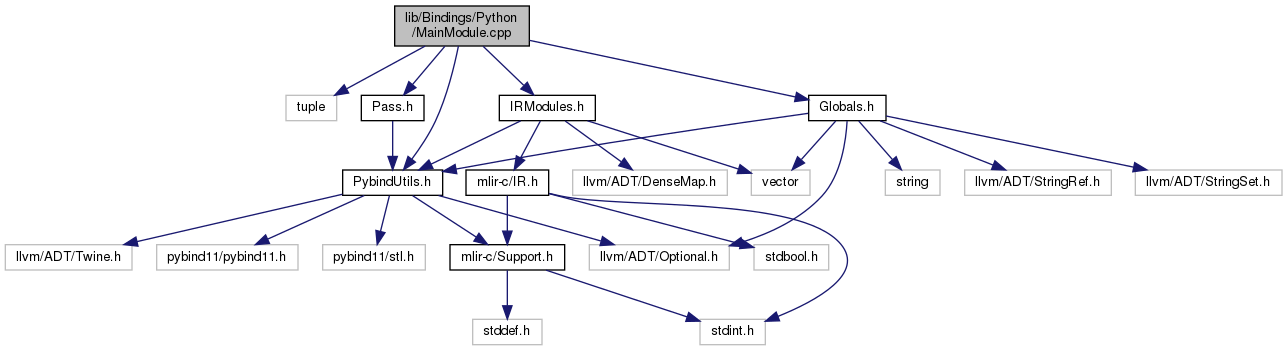 lib/Bindings/Python
/MainModule.cpp
tuple
Pass.h
IRModules.h
Globals.h
PybindUtils.h
mlir-c/IR.h
llvm/ADT/DenseMap.h
vector
string
llvm/ADT/StringRef.h
llvm/ADT/StringSet.h
llvm/ADT/Twine.h
pybind11/pybind11.h
pybind11/stl.h
mlir-c/Support.h
llvm/ADT/Optional.h
stdbool.h
stddef.h
stdint.h